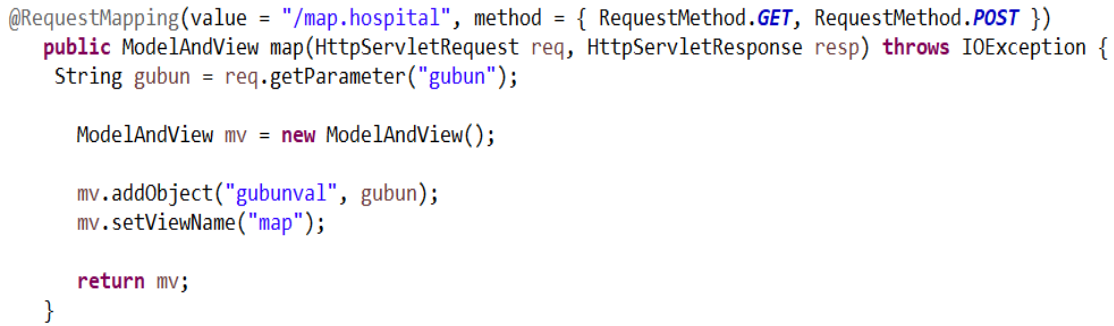 @RequestMapping(value = "/map.hospital", method = { RequestMethod.GET, RequestMethod.POST })
public ModelAndView map(HttpServletRequest req, HttpServletResponse resp) throws IOException {
String gubun = req.getParameter("gubun");
ModelAndView mv = new ModelAndView();
mv.addObject("gubunval", gubun);
mv.setViewName("map");
return mv;
}